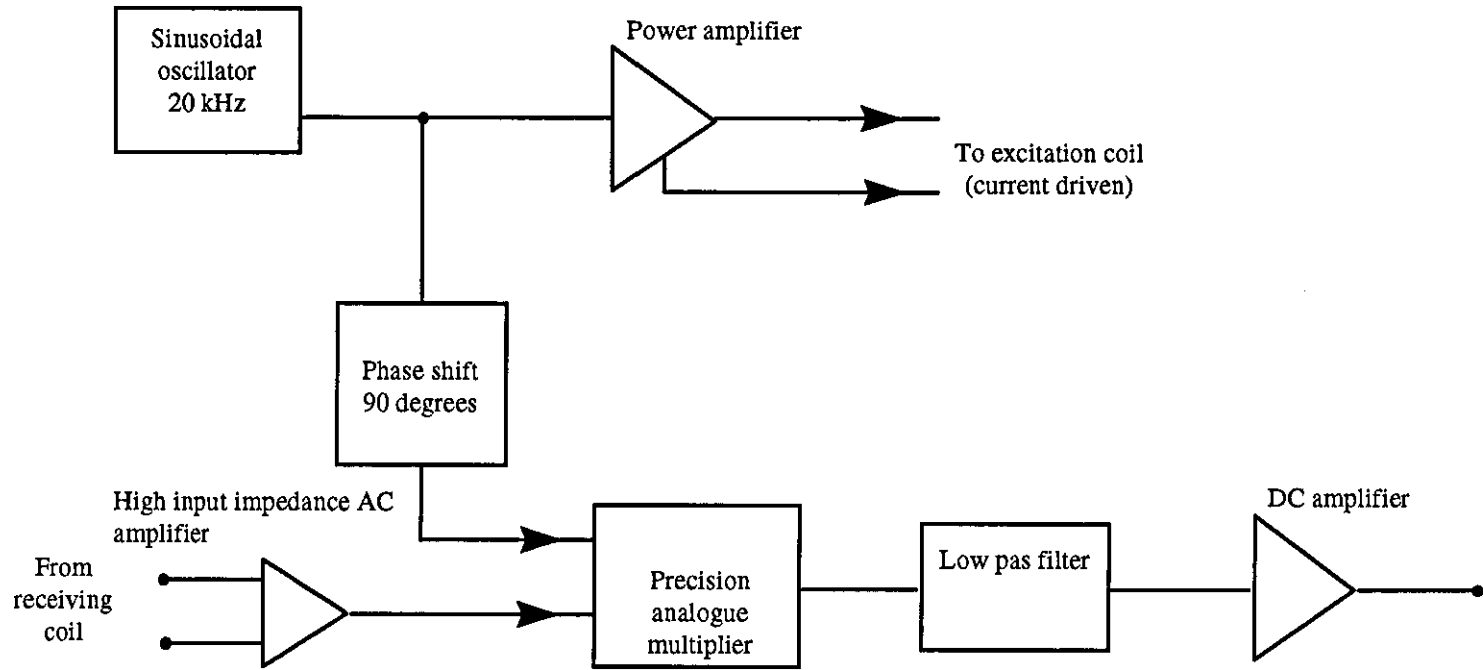 Sinusoidal
oscillator
20 kHz
Power amplifier
To excitation coil
(current driven)
Phase shift
90 degrees
High input impedance AC
amplifier
From
receiving
coil
Precision
analogue
multiplier
Low pas filter
DC amplifier